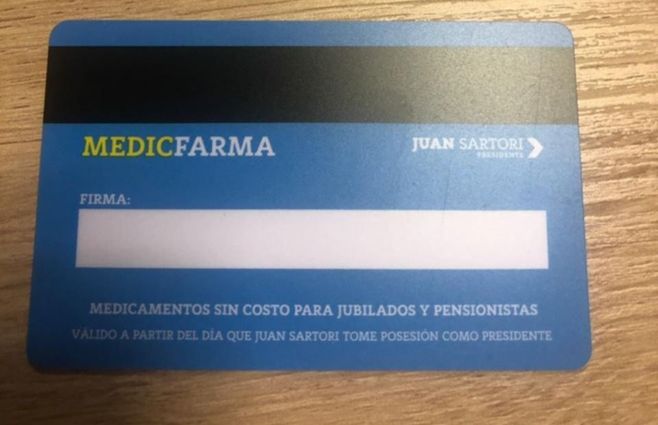 MEDICFARMA
JUAN SARTORI
PRESIDENTE
FIRMA:
MEDICAMENTOS SIN COSTO PARA JUBILADOS Y PENSIONISTAS
VÁLIDO A PARTIR DEL DÍA QUE JUAN SARTORI TOME POSESIÓN COMO PRESIDENTE